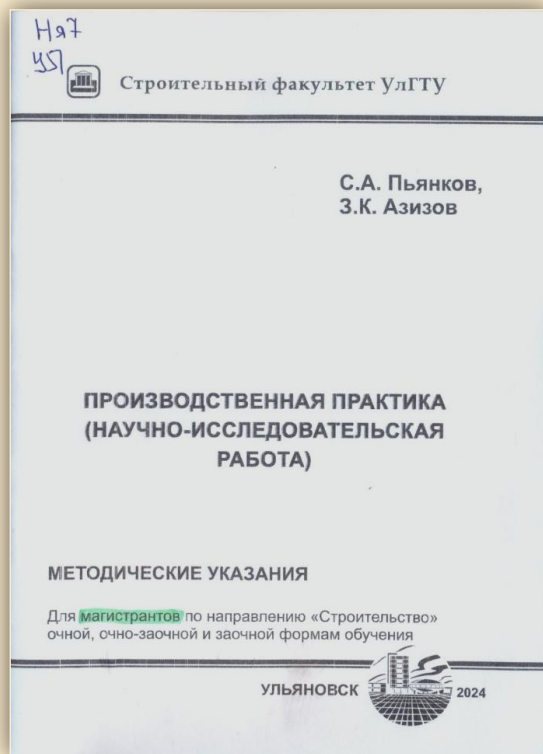 Ня7
У51
Строительный факультет УлГТУ
С.А. Пьянков,
З.К. Азизов
ПРОИЗВОДСТВЕННАЯ ПРАКТИКА
(НАУЧНО-ИССЛЕДОВАТЕЛЬСКАЯ
РАБОТА)
МЕТОДИЧЕСКИЕ УКАЗАНИЯ
Для магистрантов по направлению «Строительство»
очной, очно-заочной и заочной формам обучения
УЛЬЯНОВСК 2024